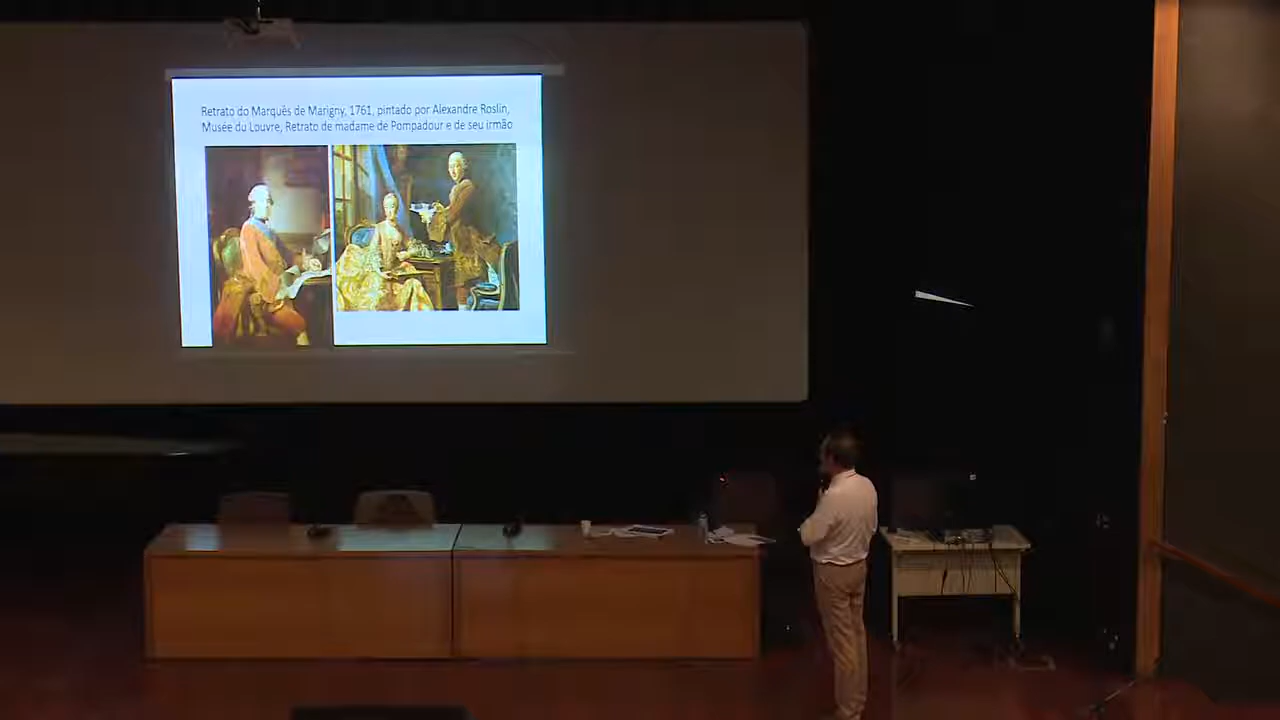 Retrato do Marquês de Marigny, 1761, pintado por Alexandre Roslin,
Musée du Louvre, Retrato de madame de Pompadour e de seu irmão